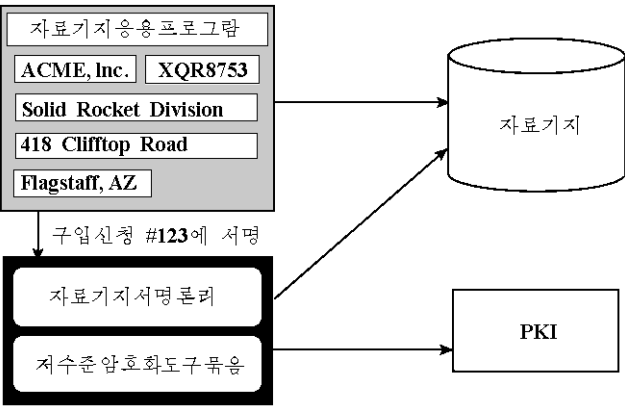 자료기지응용프로그람
ACME, Inc. XQR8753
Solid Rocket Division
418 Clifftop Road
Flagstaff, AZ
자료기지
구입신청 #123에 서명
자료기지서명론리
저수준암호화도구묶음
PKI